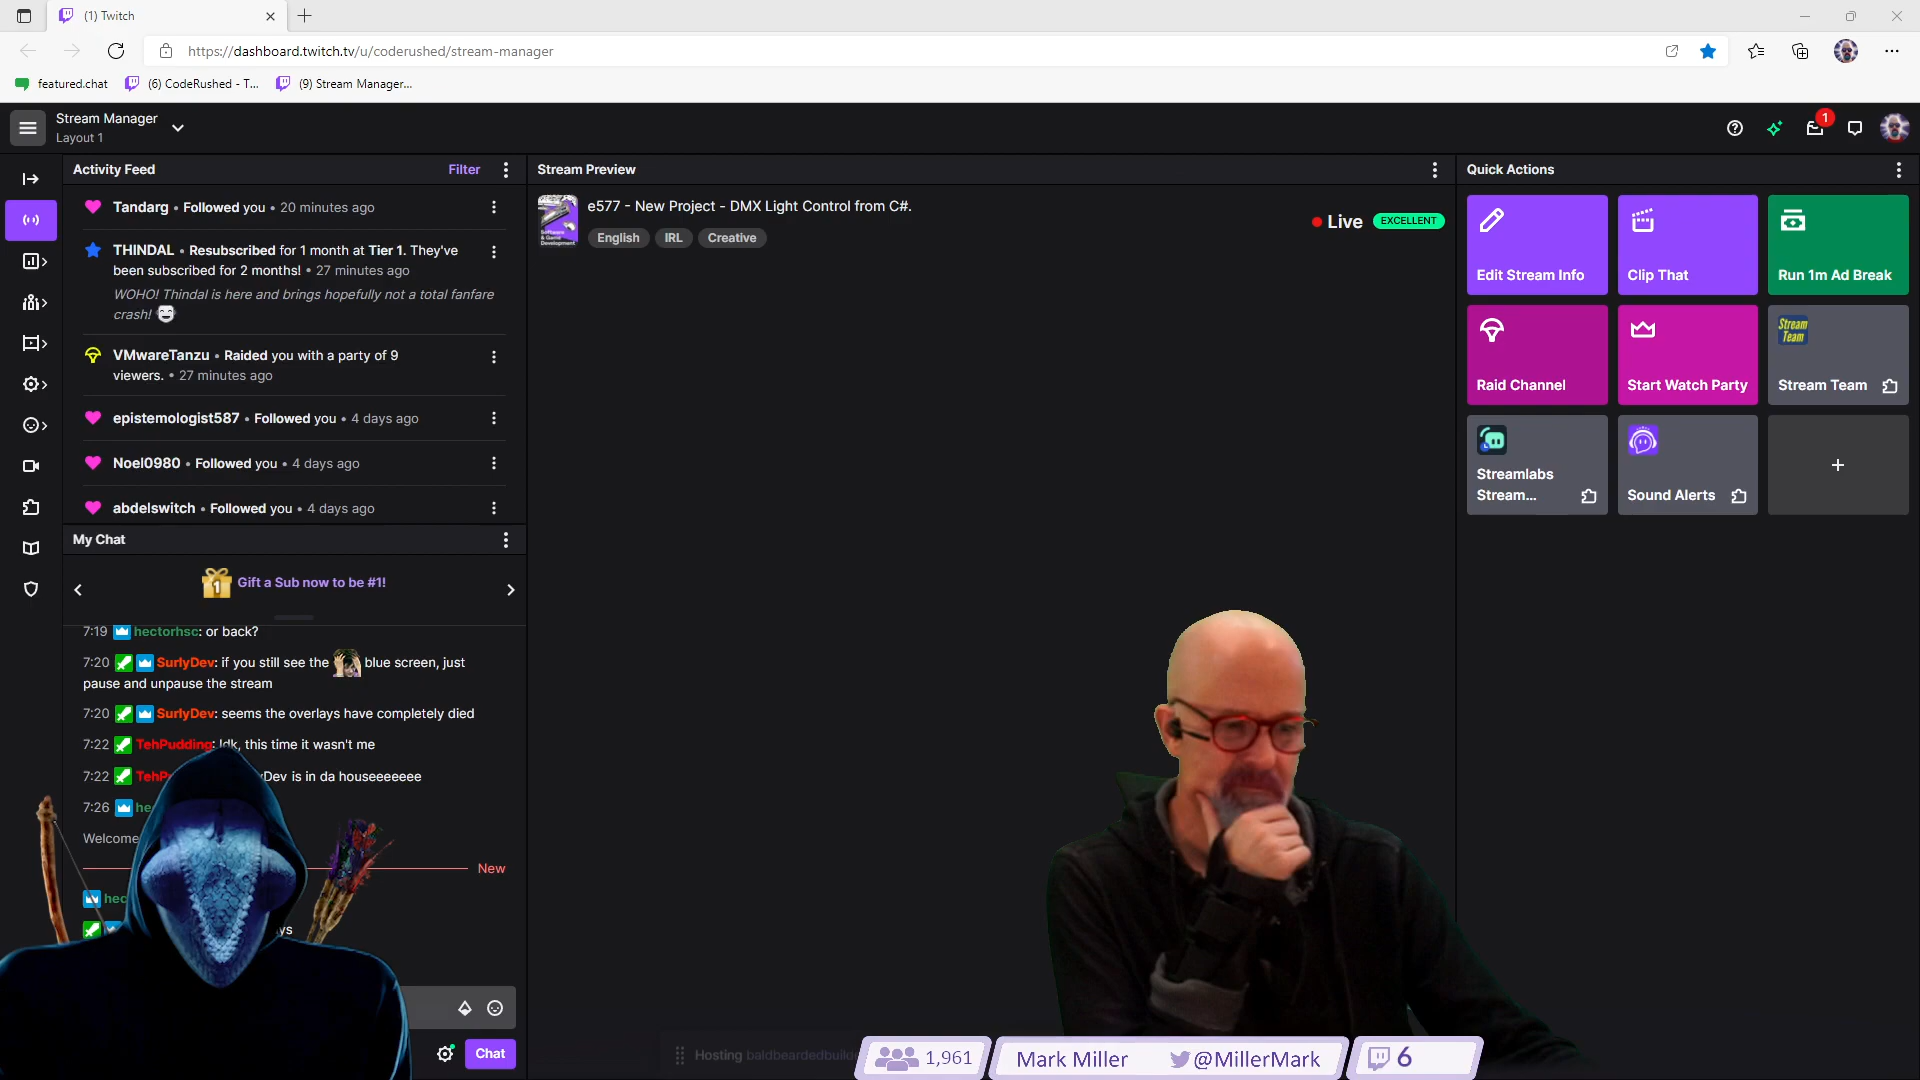 (1) Twitch
https://dashboard.twitch.tv/u/coderushed/stream-manager
featured.chat
(6) CodeRushed - T...
(9) Stream Manager...
Stream Manager
Layout 1
1
Activity Feed
Filter
Tandarg • Followed you • 20 minutes ago
THINDAL • Resubscribed for 1 month at Tier 1. They've
been subscribed for 2 months! • 27 minutes ago
WOHO! Thindal is here and brings hopefully not a total fanfare
crash!
VMwareTanzu • Raided you with a party of 9
viewers. • 27 minutes ago
epistemologist587 • Followed you • 4 days ago
Noel0980 • Followed you • 4 days ago
abdelswitch • Followed you • 4 days ago
My Chat
1
Gift a Sub now to be #1!
7:19 hectorhsc: or back?
7:20 SurlyDev: if you still see the blue screen, just
pause and unpause the stream
7:20 SurlyDev: seems the overlays have completely died
7:22 TehPudding: Idk, this time it wasn't me
7:22 TehP Dev is in da houseeeeeee
7:26 he
Welcome
New
hec
ys
Chat
Stream Preview
e577 - New Project - DMX Light Control from C#.
English
IRL
Creative
Live
EXCELLENT
Hosting baldbeardedbuild
1,961
Mark Miller
@MillerMark
6
Quick Actions
Edit Stream Info
Clip That
Run 1m Ad Break
Raid Channel
Start Watch Party
Stream
Team
Stream Team
Streamlabs
Stream...
Sound Alerts